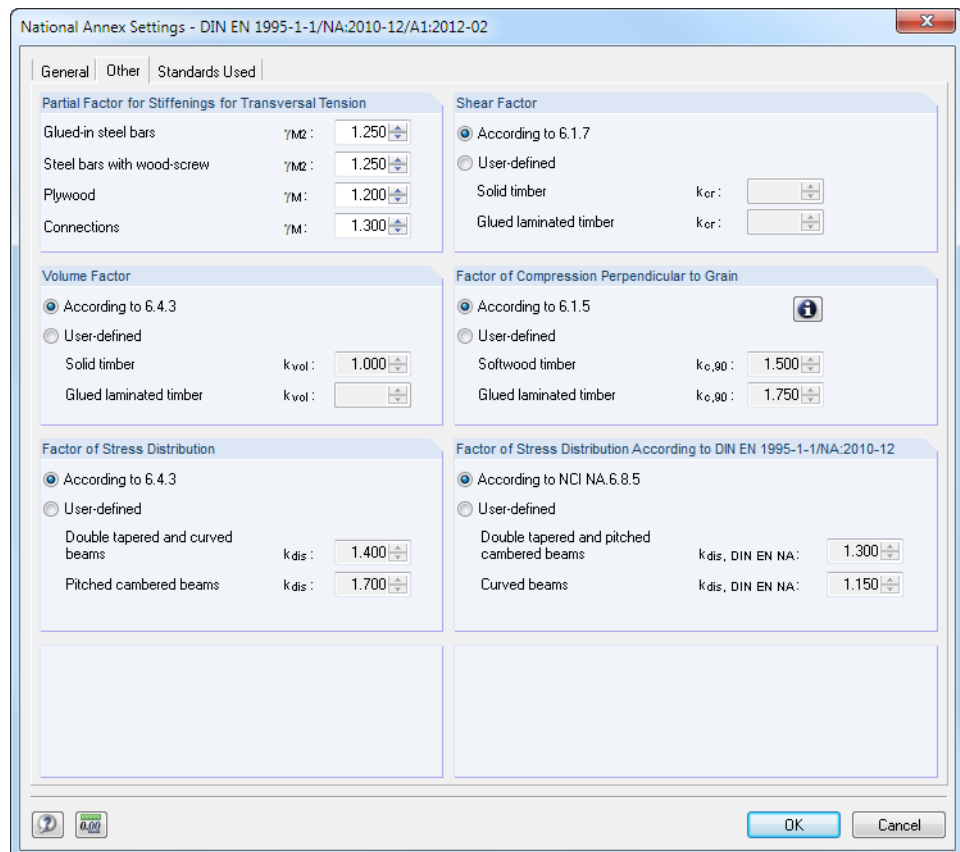 National Annex Settings - DIN EN 1995-1-1/NA:2010-12/A1:2012-02
General Other Standards Used
Partial Factor for Stiffenings for Transversal Tension
Glued-in steel bars γM2 : 1.250
Steel bars with wood-screw γM2 : 1.250
Plywood γM : 1.200
Connections γM : 1.300
Shear Factor
According to 6.1.7
User-defined
Solid timber kcr :
Glued laminated timber kcr :
Volume Factor
According to 6.4.3
User-defined
Solid timber kvol : 1.000
Glued laminated timber kvol :
Factor of Compression Perpendicular to Grain
According to 6.1.5
User-defined
Softwood timber kc,90 : 1.500
Glued laminated timber kc,90 : 1.750
Factor of Stress Distribution
According to 6.4.3
User-defined
Double tapered and curved
beams kdis : 1.400
Pitched cambered beams kdis : 1.700
Factor of Stress Distribution According to DIN EN 1995-1-1/NA:2010-12
According to NCI NA.6.8.5
User-defined
Double tapered and pitched
cambered beams kdis, DIN EN NA: 1.300
Curved beams kdis, DIN EN NA: 1.150
0.00
OK Cancel